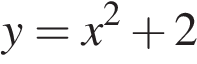 y = x² + 2